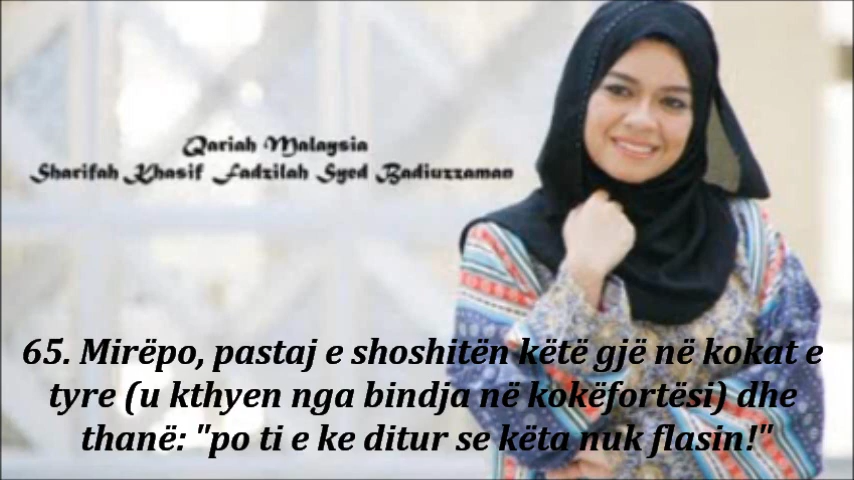 Qariah Malaysia
Sharifah Khasif Fadzilah Syed Badiuzzaman
65. Mirëpo, pastaj e shoshitën këtë gjë në kokat e
tyre (u kthyen nga bindja në kokëfortësi) dhe
thanë: "po ti e ke ditur se këta nuk flasin!"